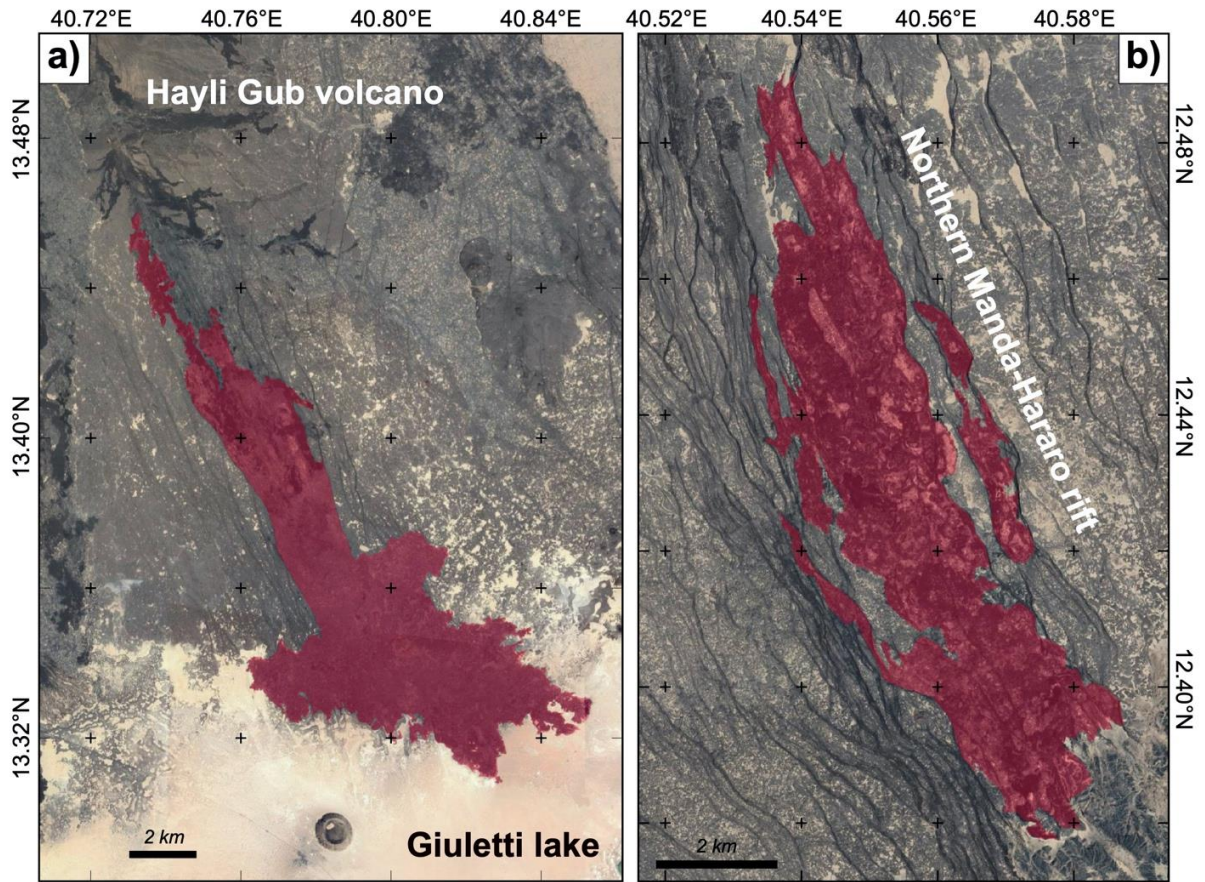 40.72°E 40.76°E 40.80°E 40.84°E
40.52°E 40.54°E 40.56°E 40.58°E
a)
Hayli Gub volcano
13.48°N
13.40°N
13.32°N
2 km
Giuletti lake
b)
Northern Manda-Hararo rift
12.48°N
12.44°N
12.40°N
2 km